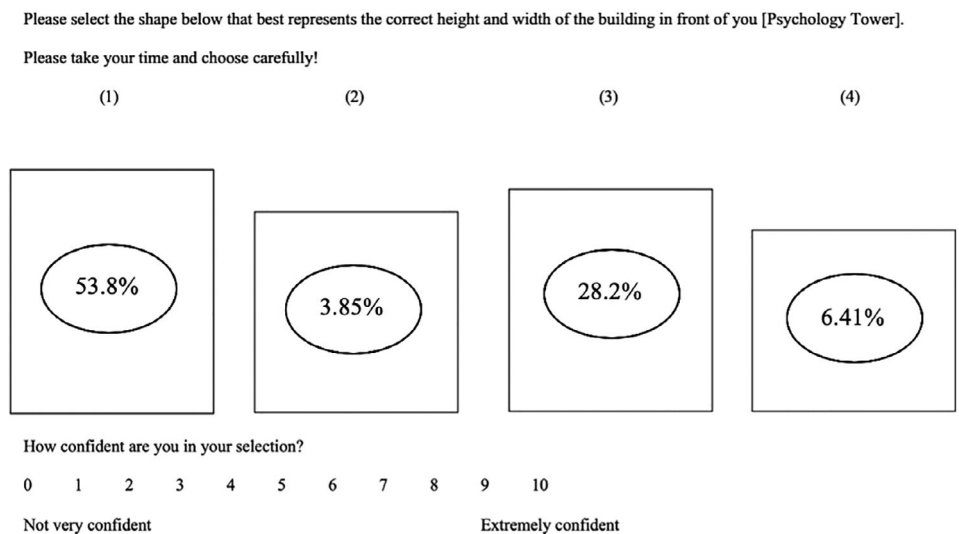 Please select the shape below that best represents the correct height and width of the building in front of you [Psychology Tower].
Please take your time and choose carefully!
(1) (2) (3) (4)
53.8% 3.85% 28.2% 6.41%
How confident are you in your selection?
0 1 2 3 4 5 6 7 8 9 10
Not very confident Extremely confident